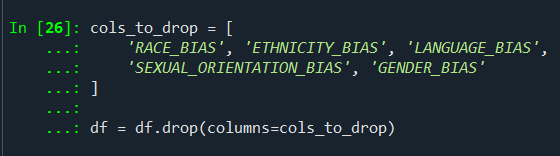 In [26]: cols_to_drop = [
    ...:     'RACE_BIAS', 'ETHNICITY_BIAS', 'LANGUAGE_BIAS',
    ...:     'SEXUAL_ORIENTATION_BIAS', 'GENDER_BIAS'
    ...: ]
    ...:
    ...: df = df.drop(columns=cols_to_drop)